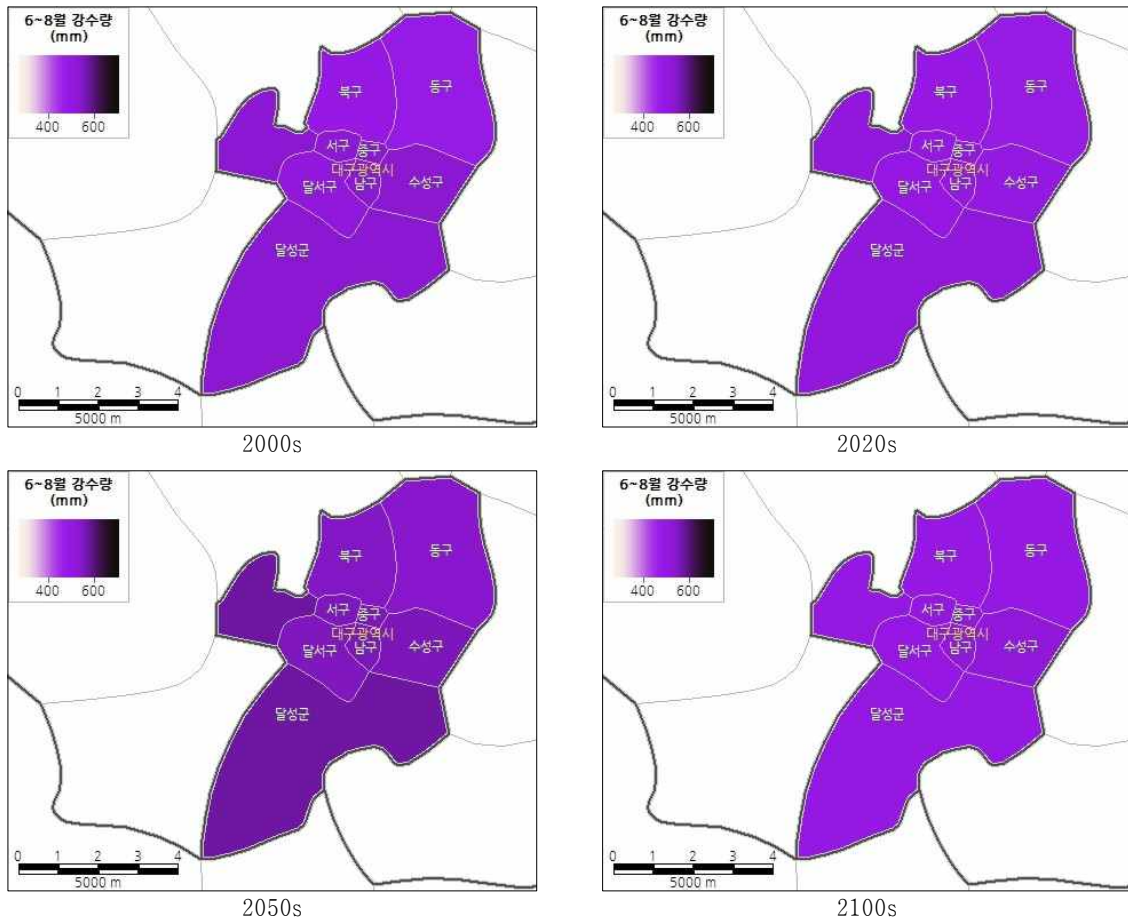 6~8월 강수량
(mm)
400 600
북구
동구
서구
중구
대구광역시
달서구
남구
수성구
달성군
0 1 2 3 4
5000 m
2000s
6~8월 강수량
(mm)
400 600
북구
동구
서구
중구
대구광역시
달서구
남구
수성구
달성군
0 1 2 3 4
5000 m
2020s
6~8월 강수량
(mm)
400 600
북구
동구
서구
중구
대구광역시
달서구
남구
수성구
달성군
0 1 2 3 4
5000 m
2050s
6~8월 강수량
(mm)
400 600
북구
동구
서구
중구
대구광역시
달서구
남구
수성구
달성군
0 1 2 3 4
5000 m
2100s